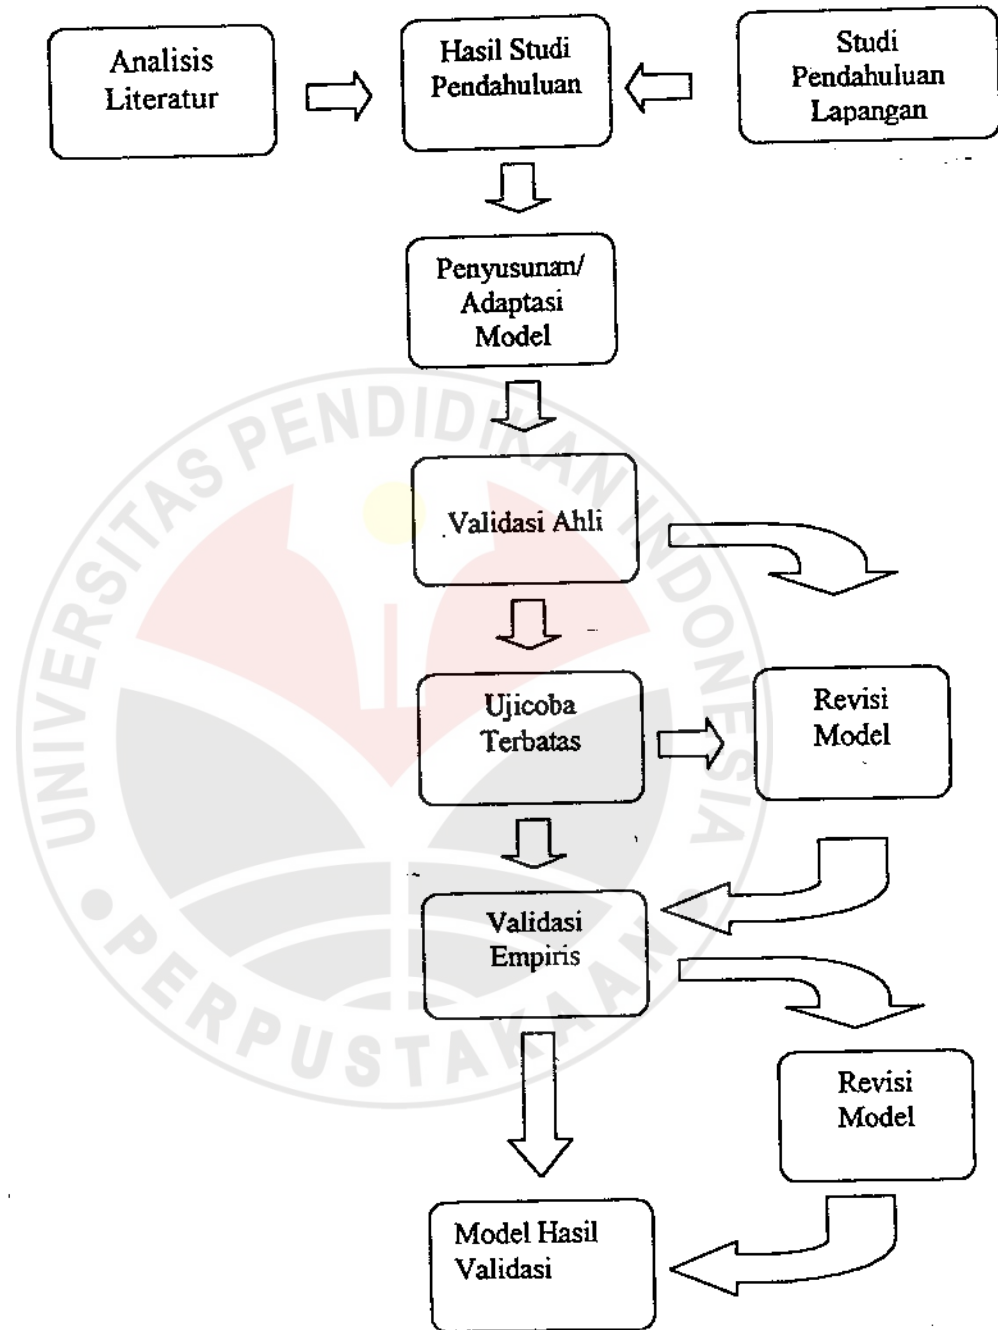 Analisis
Literatur
Hasil Studi
Pendahuluan
Studi
Pendahuluan
Lapangan
Penyusunan/
Adaptasi
Model
Validasi Ahli
Ujicoba
Terbatas
Revisi
Model
Validasi
Empiris
Revisi
Model
Model Hasil
Validasi
UNIVERSITAS PENDIDIKAN INDONESIA
PERPUSTAKAAN